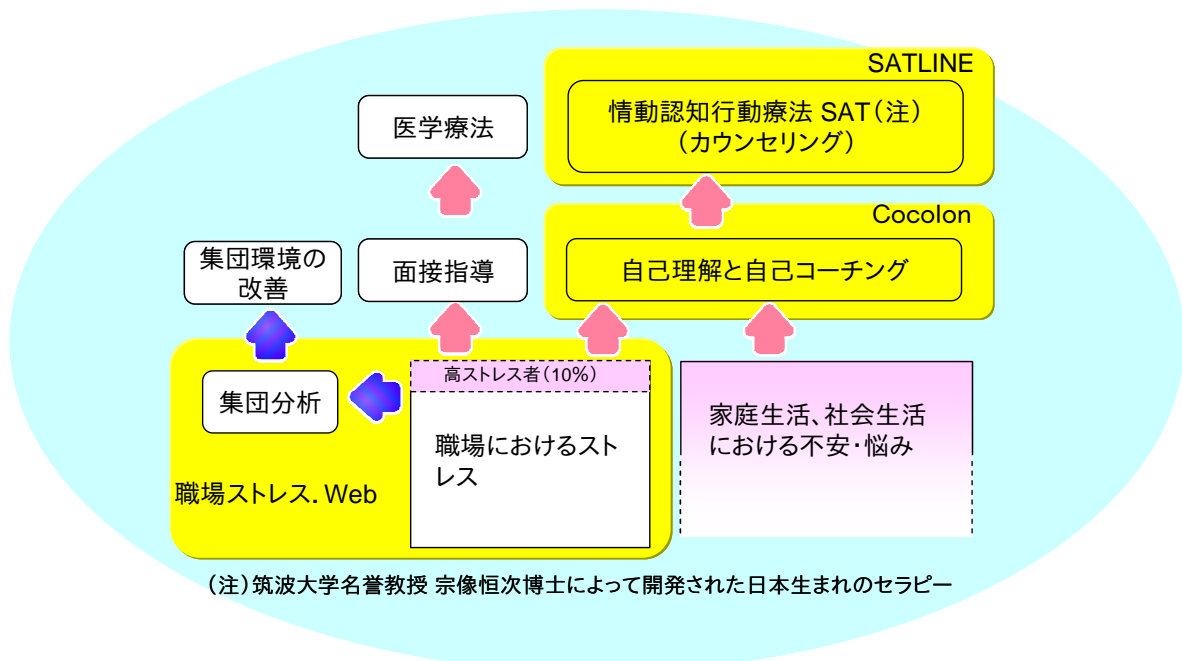 SATLINE
情動認知行動療法 SAT(注)
(カウンセリング)
医学療法
Cocolon
集団環境の
改善
面接指導
自己理解と自己コーチング
高ストレス者(10%)
集団分析
職場におけるスト
レス
家庭生活、社会生活
における不安・悩み
職場ストレス. Web
(注)筑波大学名誉教授 宗像恒次博士によって開発された日本生まれのセラピー